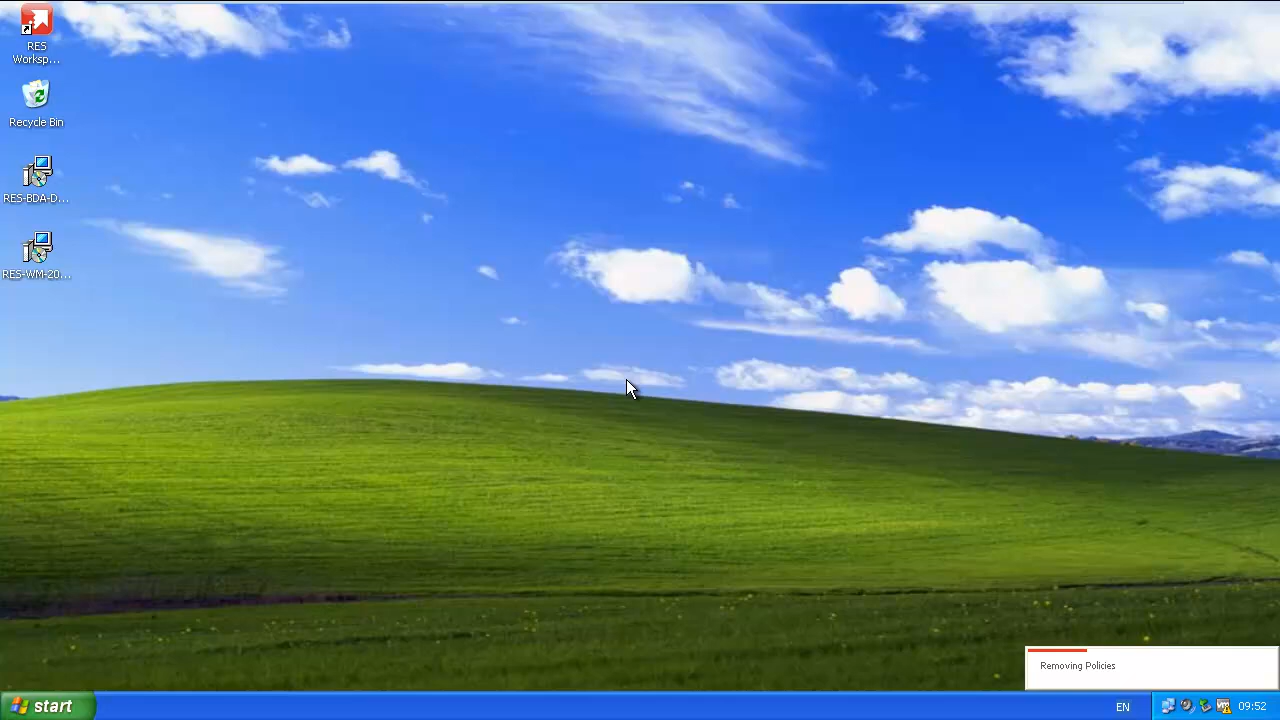 RES
Worksp...
Recycle Bin
RES-BDA-D...
RES-WM-20...
Removing Policies
start
EN
09:52